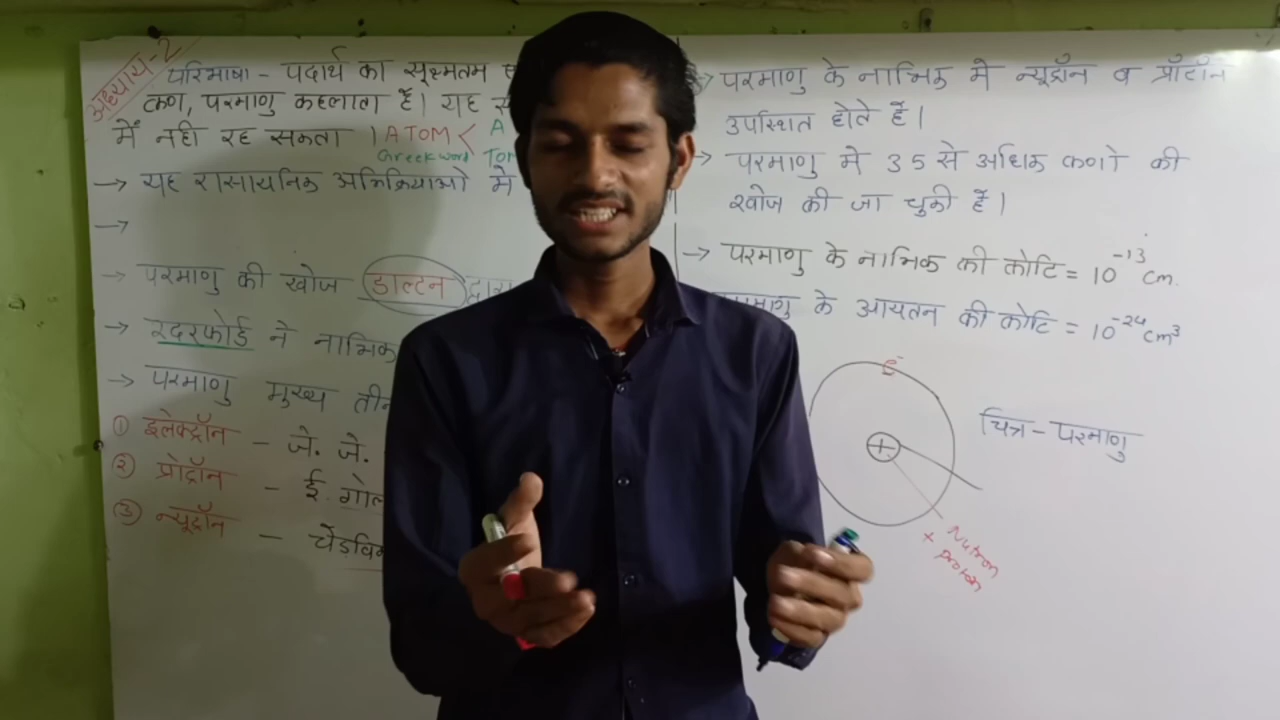 अध्याय-2
परिभाषा - पदार्थ का सूक्ष्मतम
कण, परमाणु कहलाता है। यह
में नही रह सकता । ATOM < A
Greek word TOM
→ यह रासायनिक अभिक्रियाओ मे
→
→ परमाणु की खोज डाल्टन द्वारा
→ रदरफोर्ड ने नाभिक
→ परमाणु मुख्य तीन
① इलेक्ट्रॉन - जे. जे.
② प्रोट्रॉन - ई. गोल
③ न्यूट्रॉन - चेडवि
→ परमाणु के नाभिक मे न्यूट्रॉन व प्रोटॉन
उपस्थित होते हैं।
→ परमाणु मे 35 से अधिक कणो की
खोज की जा चुकी हैं।
→ परमाणु के नाभिक की कोटि = 10⁻¹³ cm.
परमाणु के आयतन की कोटि = 10⁻²⁴ cm³
e⁻
+
चित्र - परमाणु
Nutron
+ Proton